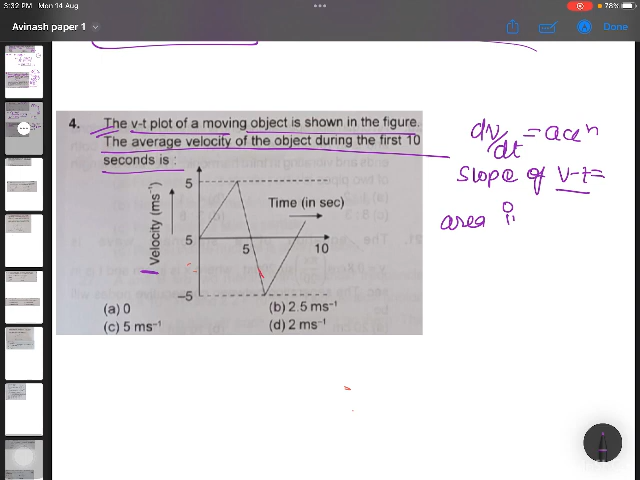 3:32 PM Mon 14 Aug
78%
Avinash paper 1
Done
4. The v-t plot of a moving object is shown in the figure.
The average velocity of the object during the first 10
seconds is :
Velocity (ms⁻¹)
5
5
–5
Time (in sec)
5
10
(a) 0
(b) 2.5 ms⁻¹
(c) 5 ms⁻¹
(d) 2 ms⁻¹
dv/dt = acc^n
Slope of v-t=
area